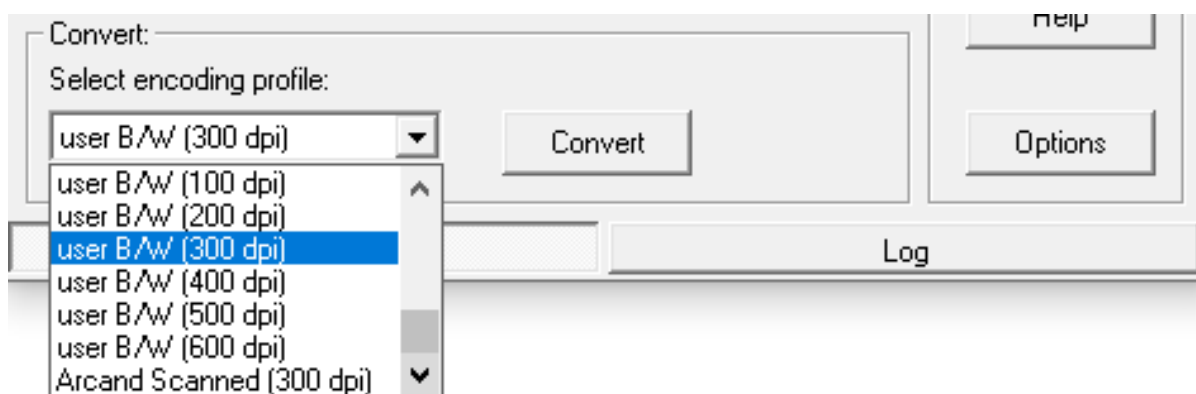 Convert:
Help
Select encoding profile:
user B/W (300 dpi)
Convert
Options
user B/W (100 dpi)
user B/W (200 dpi)
user B/W (300 dpi)
Log
user B/W (400 dpi)
user B/W (500 dpi)
user B/W (600 dpi)
Arcand Scanned (300 dpi)